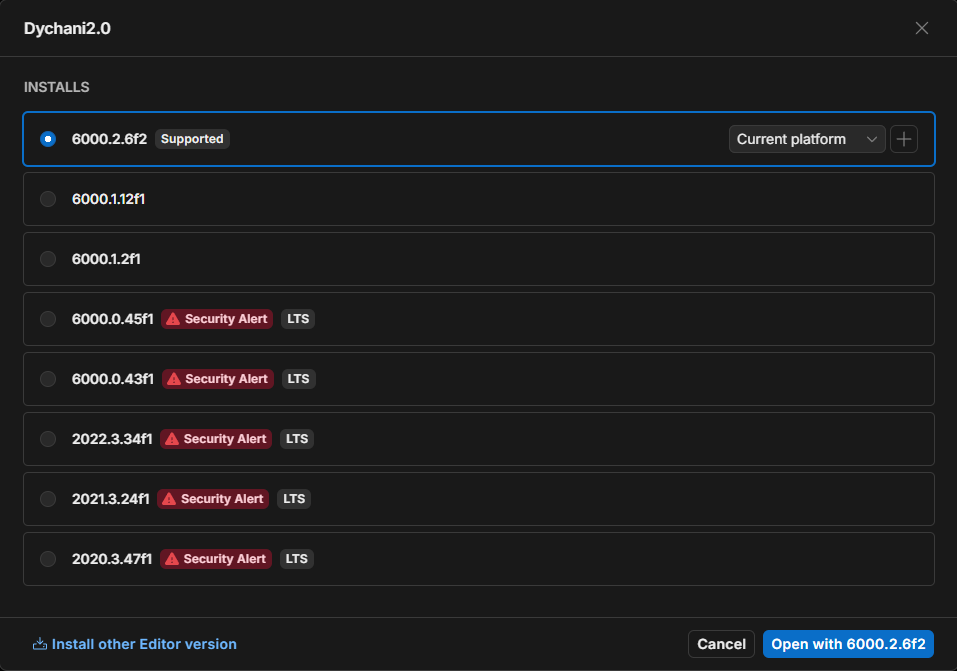 Dychani2.0
INSTALLS
6000.2.6f2 Supported Current platform
6000.1.12f1
6000.1.2f1
6000.0.45f1 Security Alert LTS
6000.0.43f1 Security Alert LTS
2022.3.34f1 Security Alert LTS
2021.3.24f1 Security Alert LTS
2020.3.47f1 Security Alert LTS
Install other Editor version Cancel Open with 6000.2.6f2